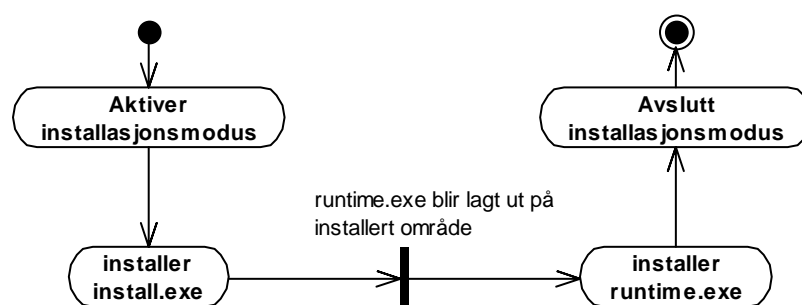 Aktiver
installasjonsmodus
Avslutt
installasjonsmodus
runtime.exe blir lagt ut på
installert område
installer
install.exe
installer
runtime.exe